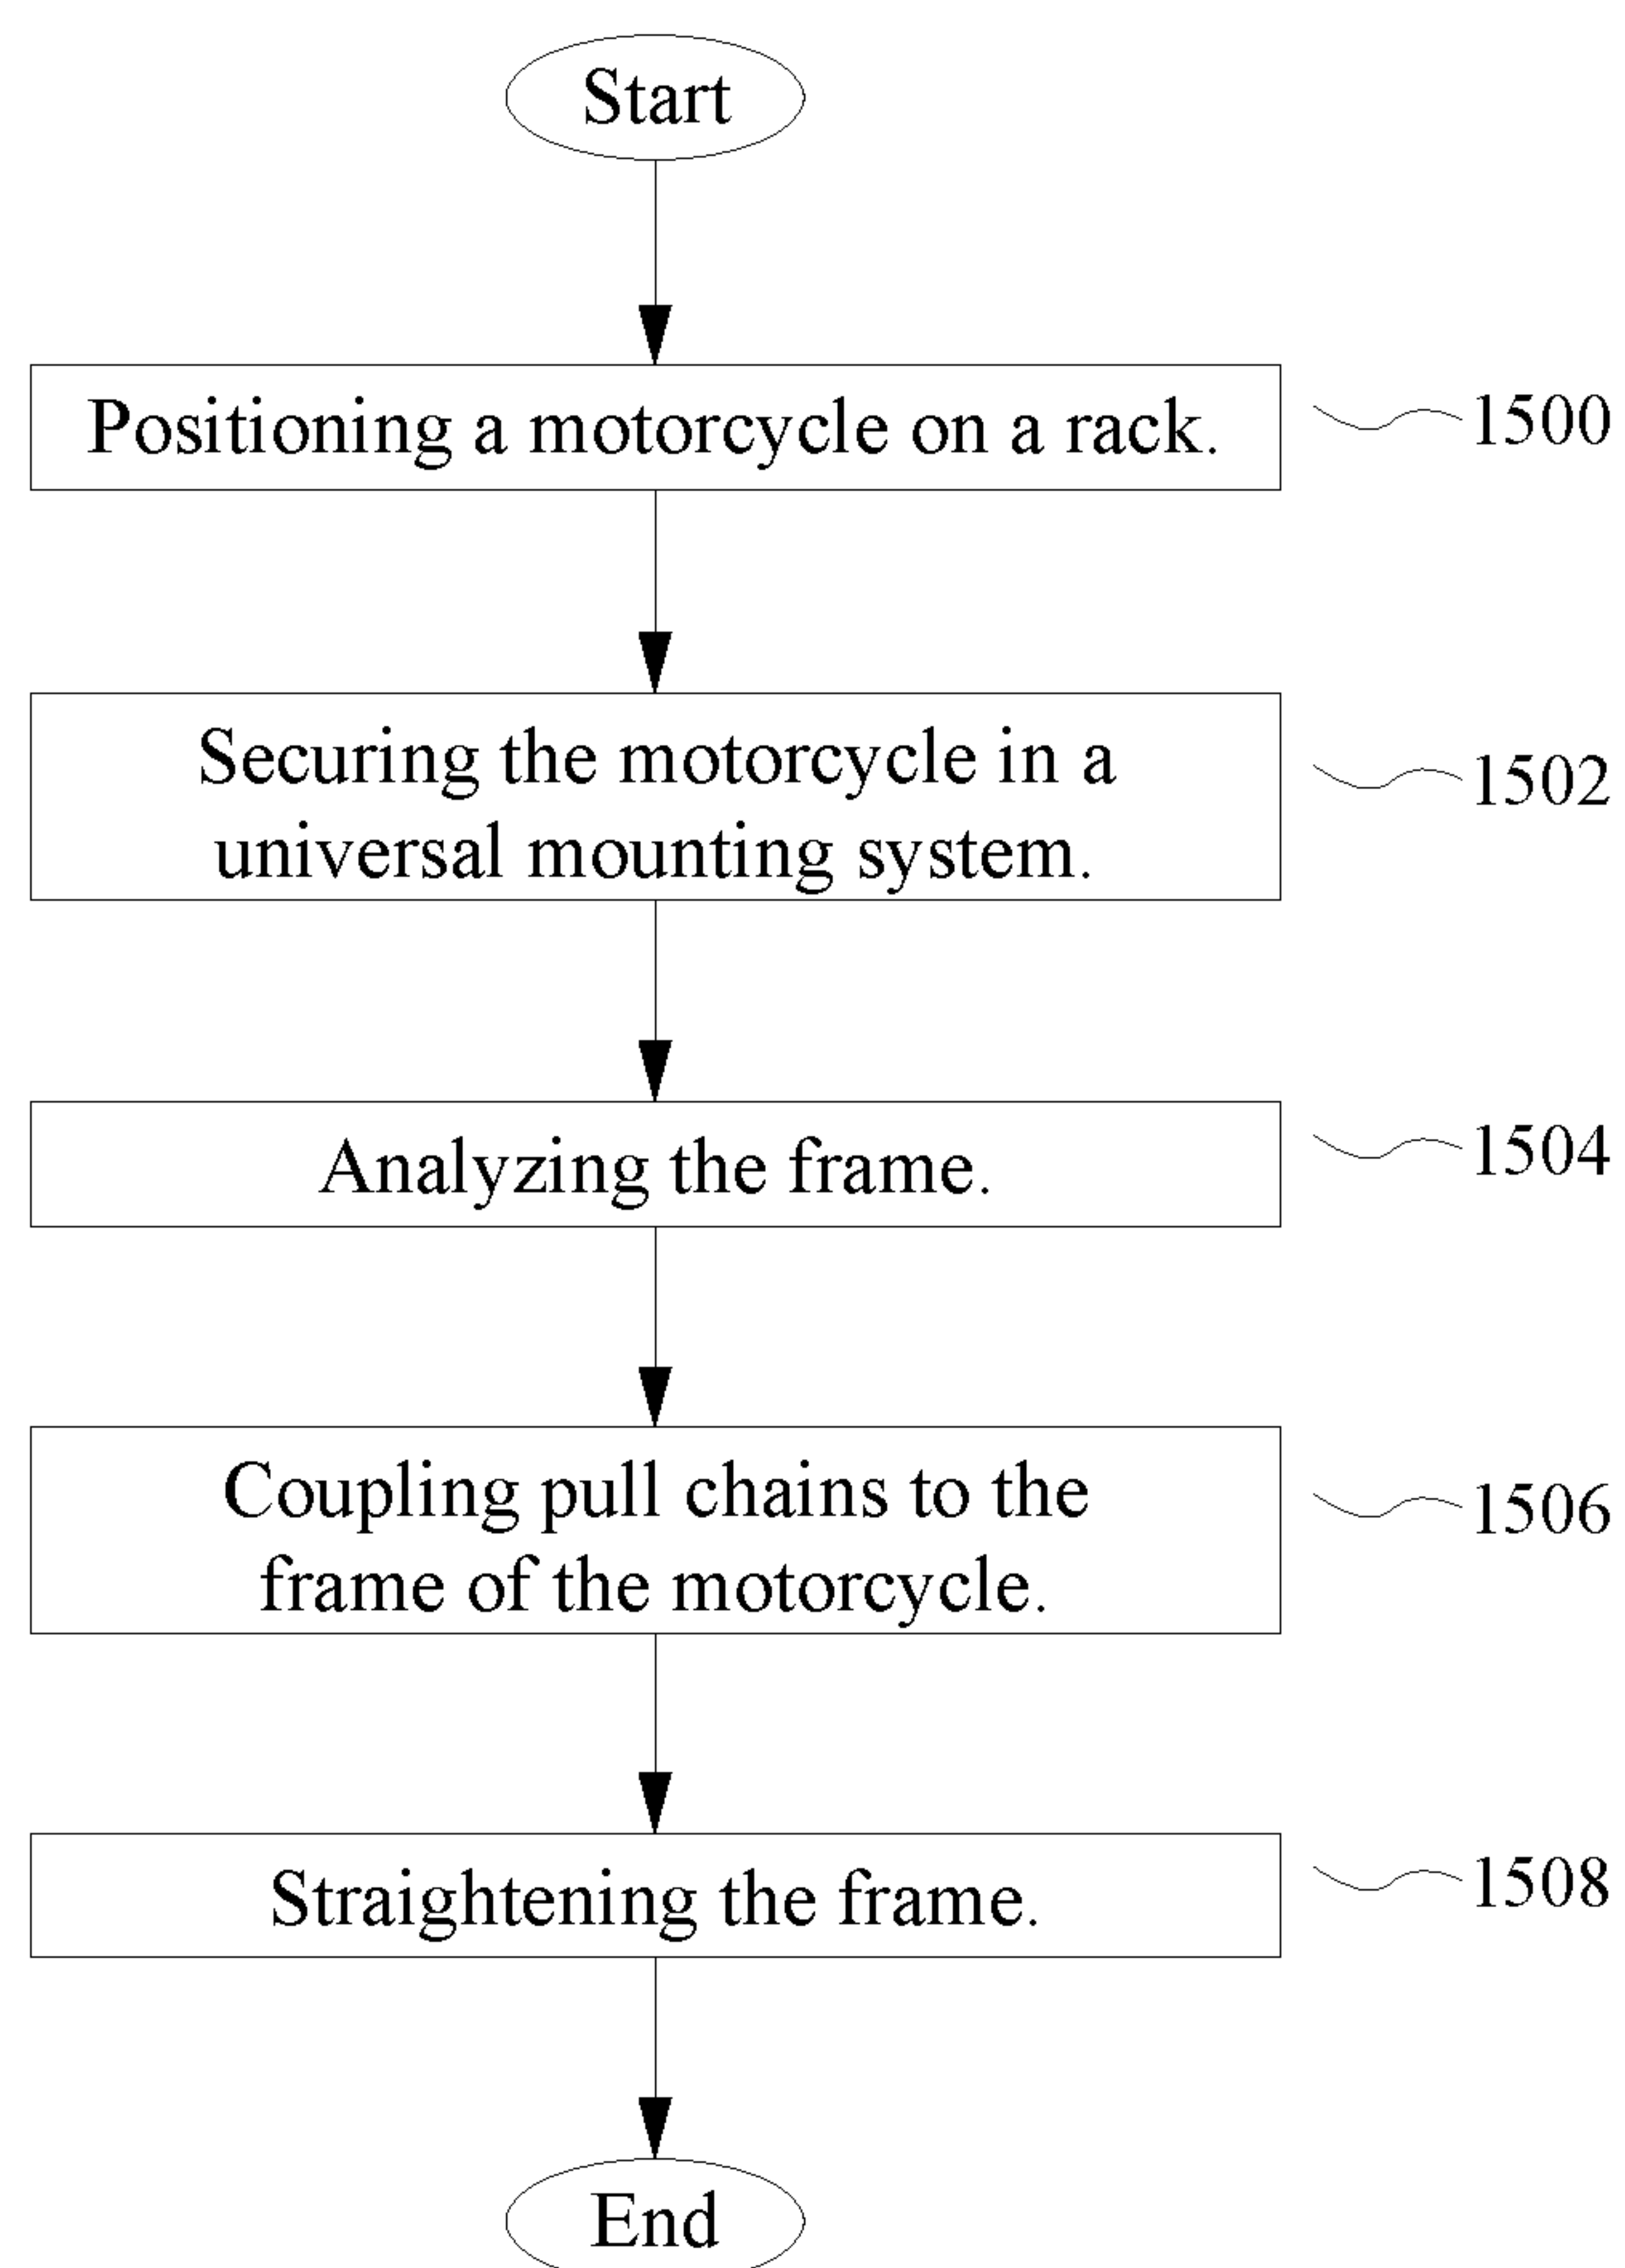 Start
Positioning a motorcycle on a rack.
1500
Securing the motorcycle in a
universal mounting system.
1502
Analyzing the frame.
1504
Coupling pull chains to the
frame of the motorcycle.
1506
Straightening the frame.
1508
End